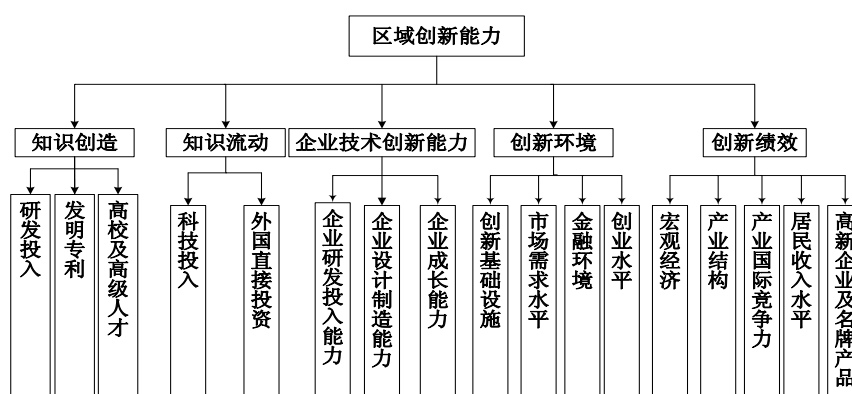 区域创新能力
知识创造
知识流动
企业技术创新能力
创新环境
创新绩效
研发投入
发明专利
高校及高级人才
科技投入
外国直接投资
企业研发投入能力
企业设计制造能力
企业成长能力
创新基础设施
市场需求水平
金融环境
创业水平
宏观经济
产业结构
产业国际竞争力
居民收入水平
高新企业及名牌产品